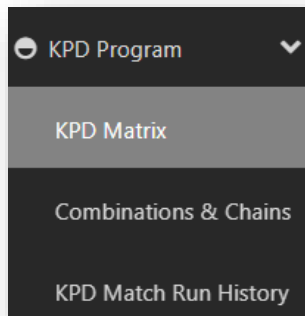 KPD Program
KPD Matrix
Combinations & Chains
KPD Match Run History